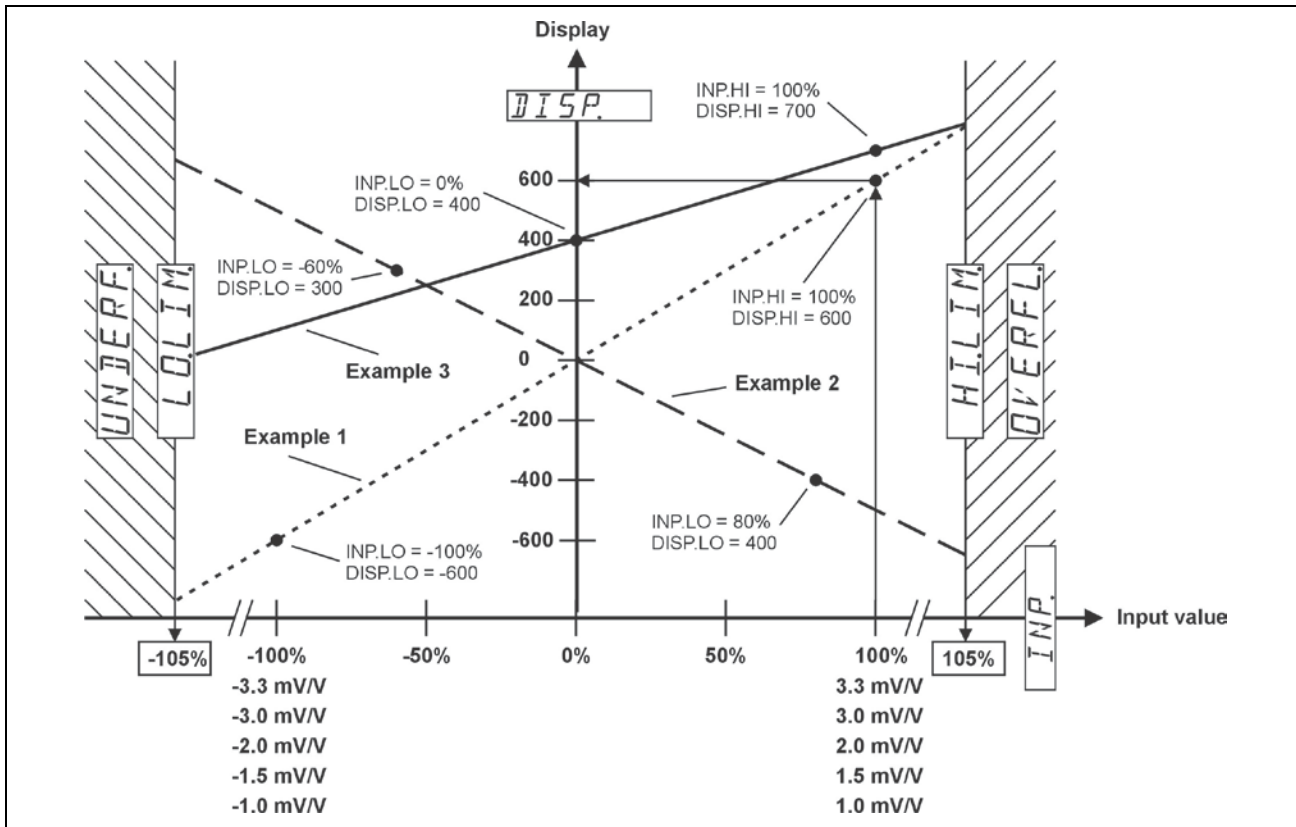 Display
DISP.
INP.HI = 100%
DISP.HI = 700
INP.LO = 0%
DISP.LO = 400
600
400
200
0
-200
-400
-600
INP.LO = -60%
DISP.LO = 300
INP.HI = 100%
DISP.HI = 600
UNDERF.
LO.LIM.
HI.LIM.
OVERFL.
Example 3
Example 2
Example 1
INP.LO = 80%
DISP.LO = 400
INP.LO = -100%
DISP.LO = -600
INP.
Input value
-105% -100% -50% 0% 50% 100% 105%
-3.3 mV/V 3.3 mV/V
-3.0 mV/V 3.0 mV/V
-2.0 mV/V 2.0 mV/V
-1.5 mV/V 1.5 mV/V
-1.0 mV/V 1.0 mV/V